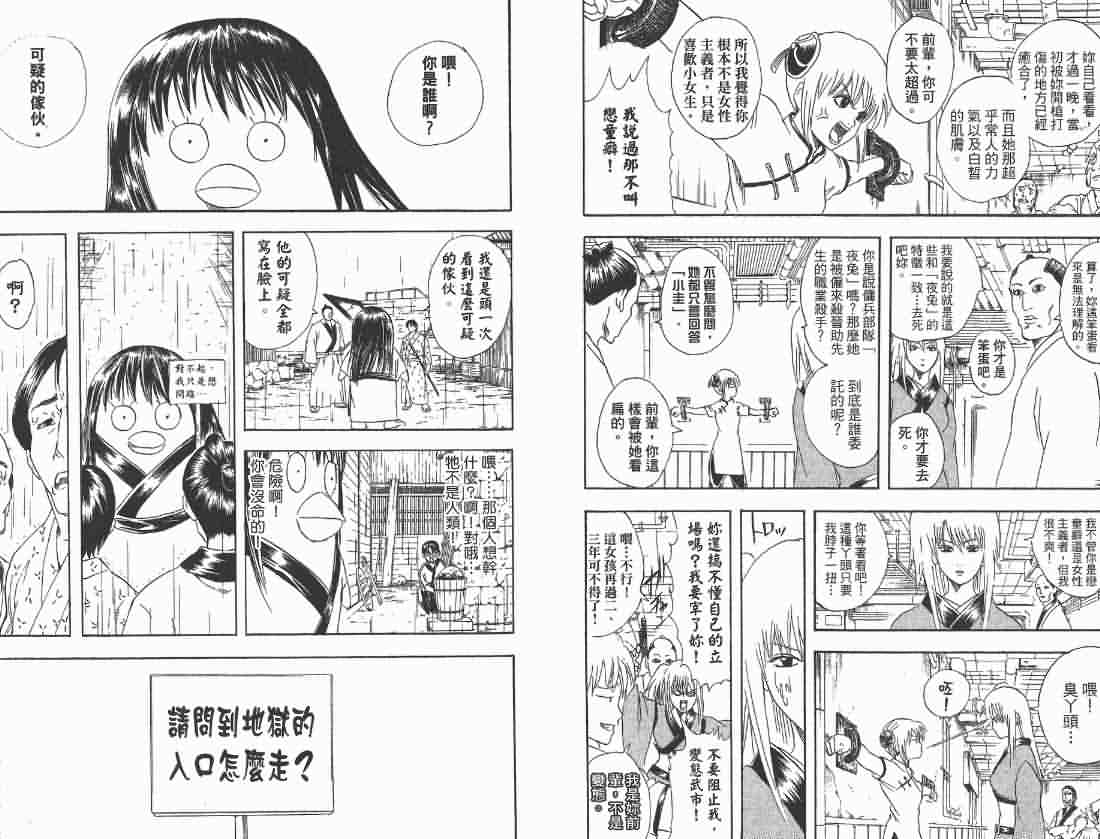 妳自己看看，
才過一晚，當
初被妳開槍打
傷的地方已經
癒合了，
而且她那超
乎常人的力
氣以及白皙
的肌膚。
前輩，你可
不要太超過。
所以我覺得你
根本不是女性
主義者，只是
喜歡小女生。
我說過那不叫
戀童癖！
算了，妳這笨蛋看
來是無法理解的。
你才是
笨蛋吧。
我要說的就是這
些和「夜兔」的
特徵一致…去死
吧妳
你才要去
死。
你是說傭兵部隊「
夜兔」嗎？那麼她
是被僱來殺晉助先
生的職業殺手？
到底是誰委
託的呢？
不管怎麼問，
她都只會回答
「小圭」
前輩，你這
樣會被她看
扁的。
我不管你是戀
童癖還是女性
主義者，但我
很不爽！
你等著看吧！
這種丫頭只要
我脖子一扭
喂！
臭丫頭…
呸！
トロッ
妳還搞不懂自己的立
場嗎？我要宰了妳！
喂…不行！
這女孩再過二、
三年可不得了！
不要阻止我，
變態武市！
我是妳前
輩，不是
變態。
喂！
你是誰啊？
可疑的傢伙。
我還是頭一次
看到這麼可疑
的傢伙。
他的可疑全都
寫在臉上。
對不起，
我只是想
問路…
啊？
喂……那個人想幹
什麼？啊！對哦…
牠不是人類！
危險啊！
你會沒命的！
請問到地獄的
入口怎麼走？